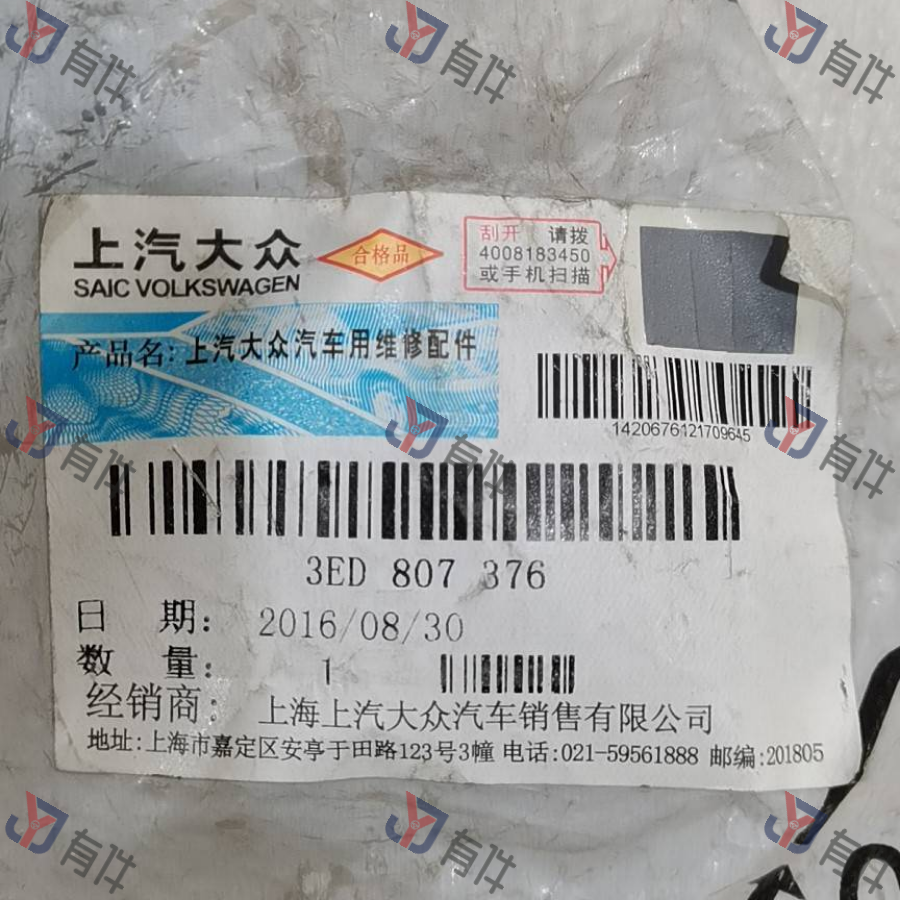 有件
有件
有件
上汽大众
SAIC VOLKSWAGEN
合格品
刮开 请拨
4008183450
或手机扫描
产品名: 上汽大众汽车用维修配件
1420676121709645
有件
有件
有件
3ED 807 376
日 期: 2016/08/30
数 量: 1
经销商: 上海上汽大众汽车销售有限公司
地址:上海市嘉定区安亭于田路123号3幢 电话:021-59561888 邮编:201805
有件
有件
有件